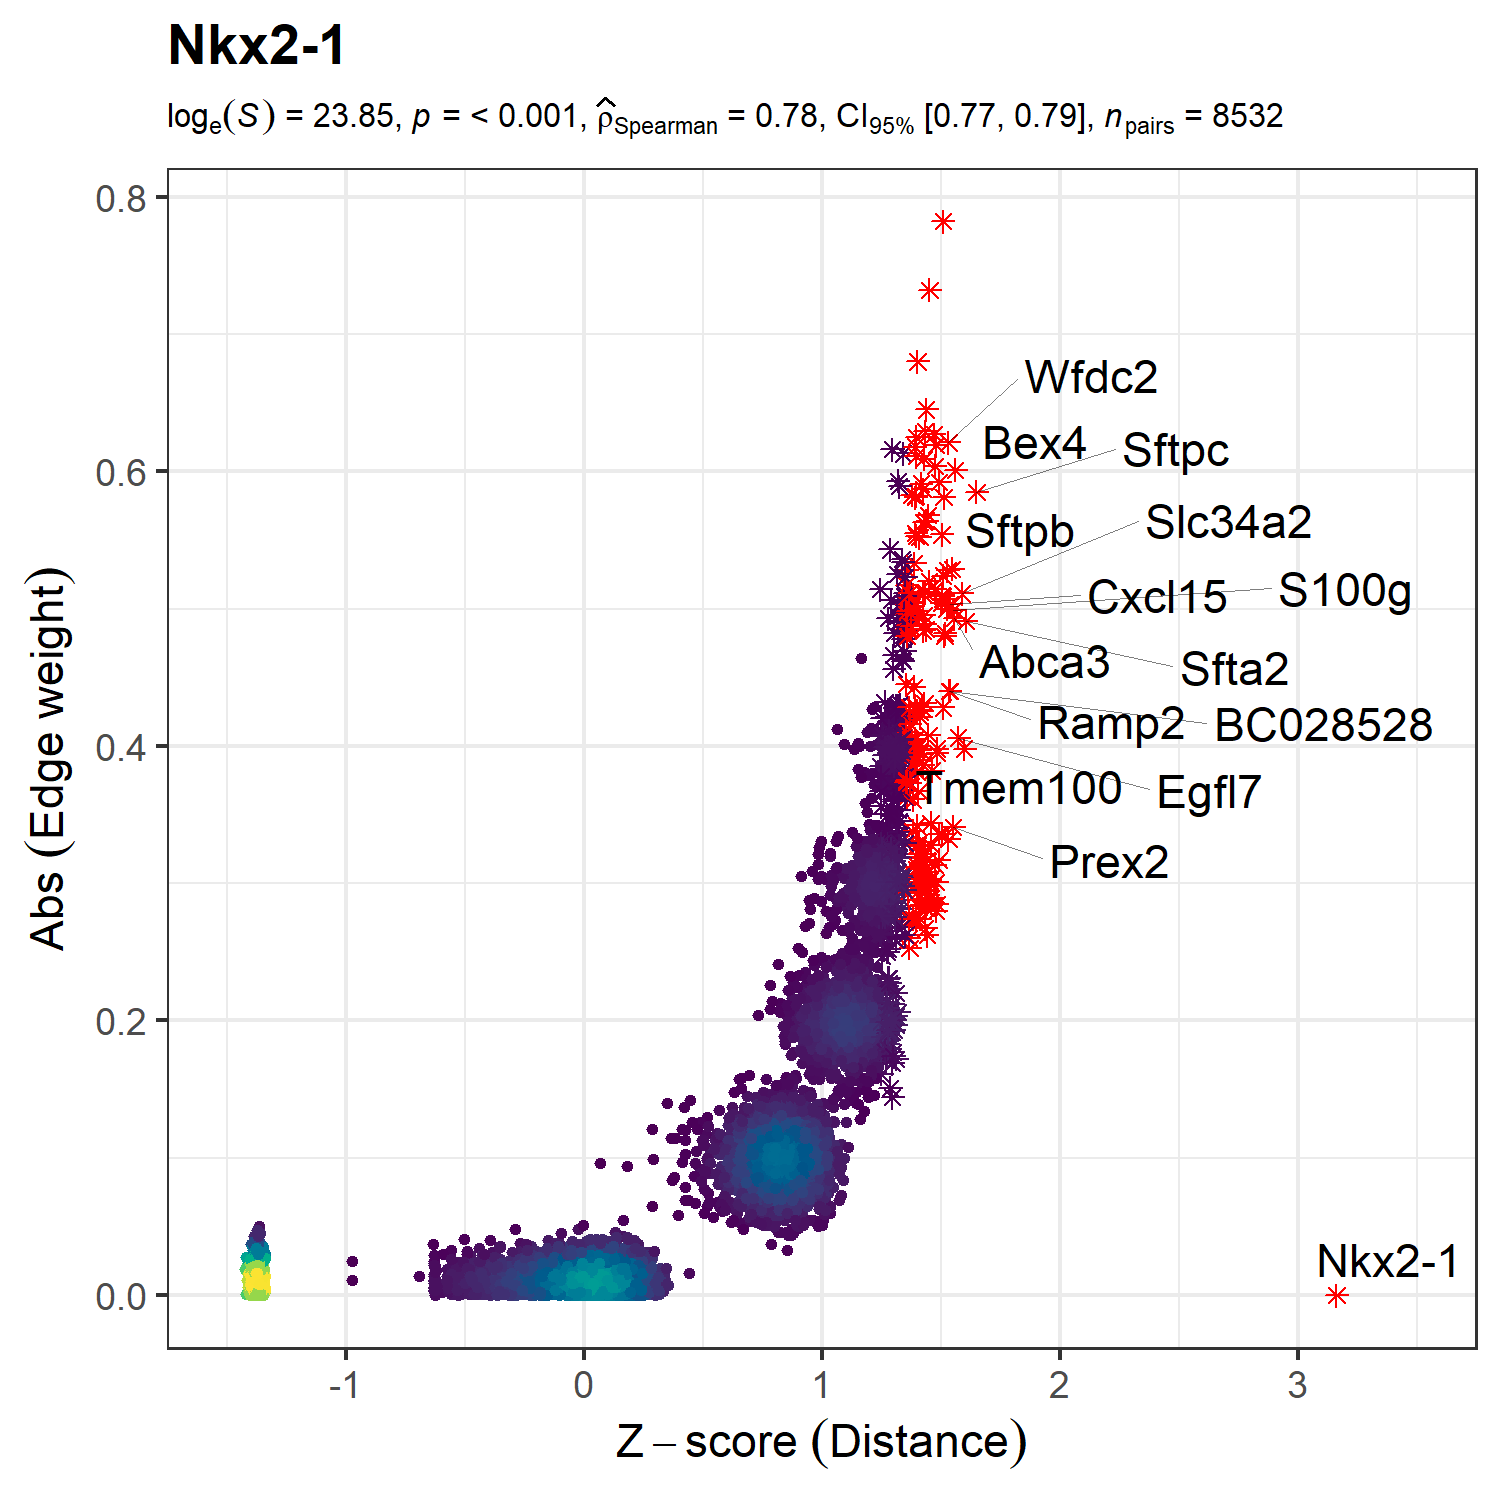 Nkx2-1
logₑ(S) = 23.85, p = < 0.001, ρ̂Spearman = 0.78, CI95% [0.77, 0.79], npairs = 8532
0.8
Wfdc2
Bex4
Sftpc
0.6
Slc34a2
Sftpb
S100g
Cxcl15
Abca3
Sfta2
Ramp2
BC028528
0.4
Tmem100
Egfl7
Prex2
0.2
Nkx2-1
0.0
-1 0 1 2 3
Z – score (Distance)
Abs (Edge weight)